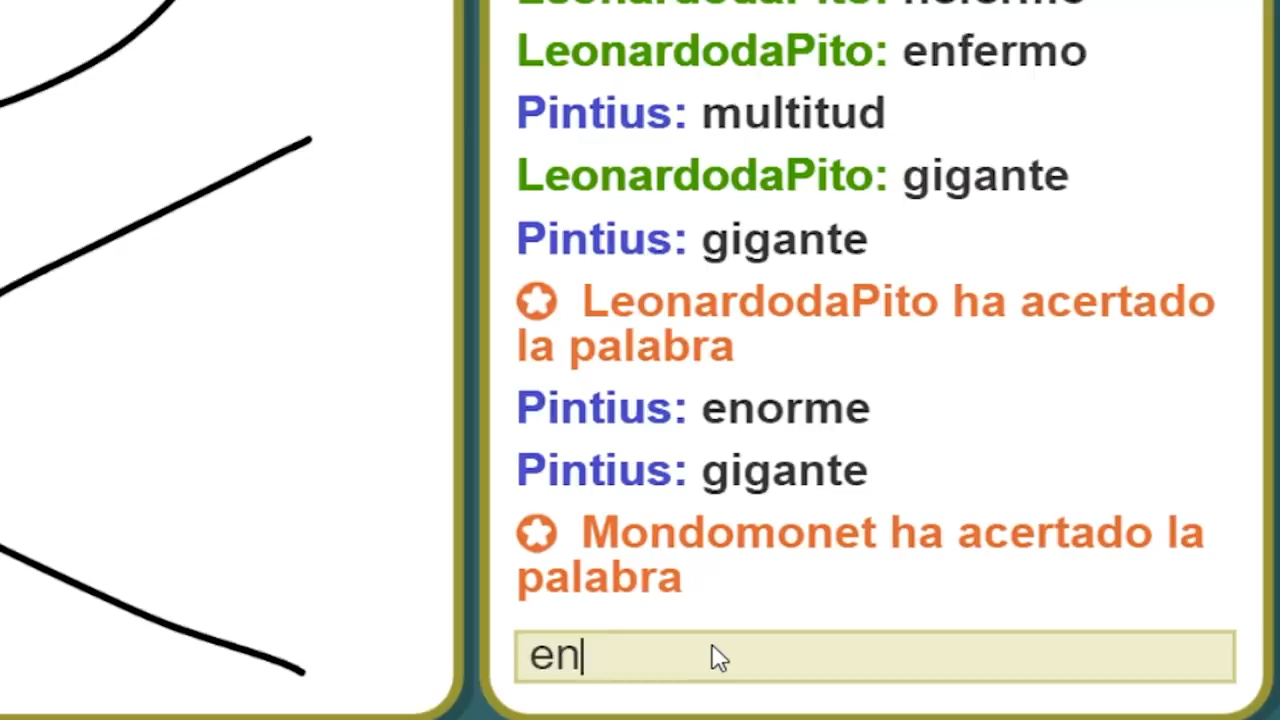 LeonardodaPito:
LeonardodaPito: enfermo
Pintius: multitud
LeonardodaPito: gigante
Pintius: gigante
LeonardodaPito ha acertado
la palabra
Pintius: enorme
Pintius: gigante
Mondomonet ha acertado la
palabra
en